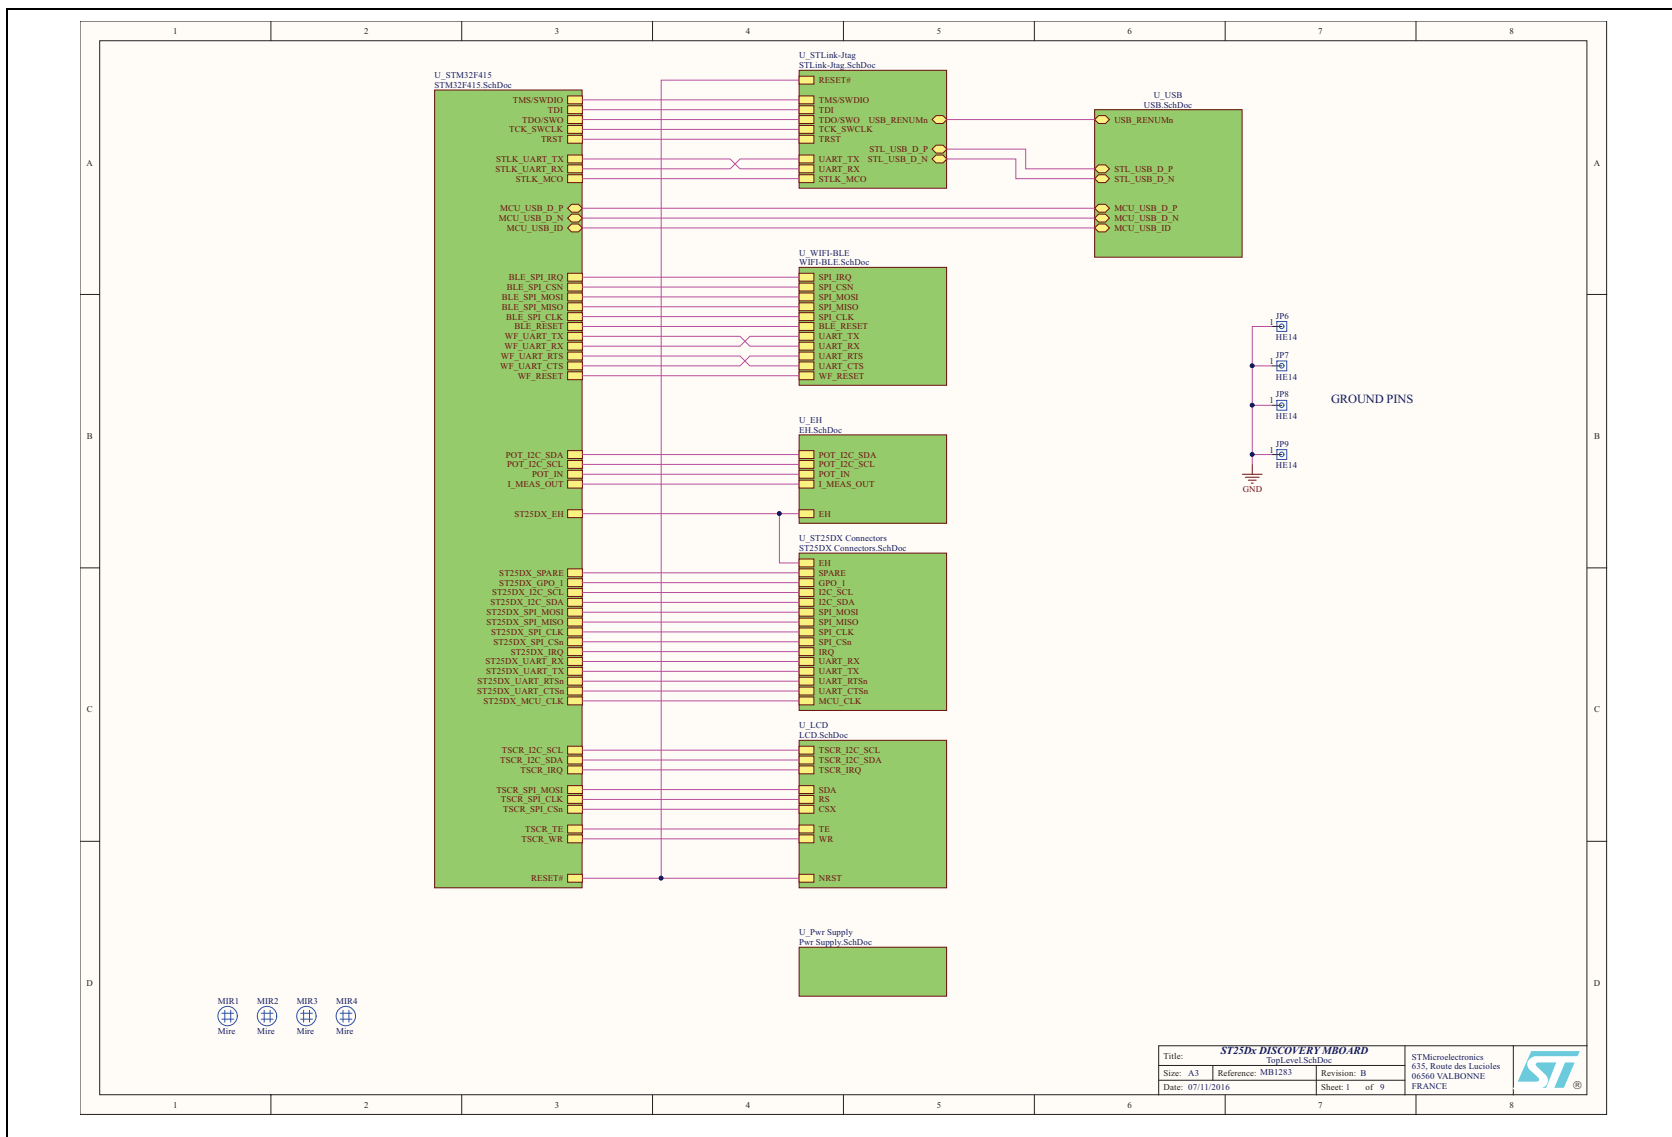 1 2 3 4 5 6 7 8
A A
B B
C C
D D
U_STM32F415
STM32F415.SchDoc
TMS/SWDIO
TDI
TDO/SWO
TCK_SWCLK
TRST
STLK_UART_TX
STLK_UART_RX
STLK_MCO
MCU_USB_D_P
MCU_USB_D_N
MCU_USB_ID
BLE_SPI_IRQ
BLE_SPI_CSN
BLE_SPI_MOSI
BLE_SPI_MISO
BLE_SPI_CLK
BLE_RESET
WF_UART_TX
WF_UART_RX
WF_UART_RTS
WF_UART_CTS
WF_RESET
POT_I2C_SDA
POT_I2C_SCL
POT_IN
I_MEAS_OUT
ST25DX_EH
ST25DX_SPARE
ST25DX_GPO_1
ST25DX_I2C_SCL
ST25DX_I2C_SDA
ST25DX_SPI_MOSI
ST25DX_SPI_MISO
ST25DX_SPI_CLK
ST25DX_SPI_CSn
ST25DX_IRQ
ST25DX_UART_RX
ST25DX_UART_TX
ST25DX_UART_RTSn
ST25DX_UART_CTSn
ST25DX_MCU_CLK
TSCR_I2C_SCL
TSCR_I2C_SDA
TSCR_IRQ
TSCR_SPI_MOSI
TSCR_SPI_CLK
TSCR_SPI_CSn
TSCR_TE
TSCR_WR
RESET#
U_STLink-Jtag
STLink-Jtag.SchDoc
RESET#
TMS/SWDIO
TDI
TDO/SWO USB_RENUMn
TCK_SWCLK
TRST
STL_USB_D_P
UART_TX STL_USB_D_N
UART_RX
STLK_MCO
U_USB
USB.SchDoc
USB_RENUMn
STL_USB_D_P
STL_USB_D_N
MCU_USB_D_P
MCU_USB_D_N
MCU_USB_ID
U_WIFI-BLE
WIFI-BLE.SchDoc
SPI_IRQ
SPI_CSN
SPI_MOSI
SPI_MISO
SPI_CLK
BLE_RESET
UART_TX
UART_RX
UART_RTS
UART_CTS
WF_RESET
U_EH
EH.SchDoc
POT_I2C_SDA
POT_I2C_SCL
POT_IN
I_MEAS_OUT
EH
U_ST25DX Connectors
ST25DX Connectors.SchDoc
EH
SPARE
GPO_1
I2C_SCL
I2C_SDA
SPI_MOSI
SPI_MISO
SPI_CLK
SPI_CSn
IRQ
UART_RX
UART_TX
UART_RTSn
UART_CTSn
MCU_CLK
U_LCD
LCD.SchDoc
TSCR_I2C_SCL
TSCR_I2C_SDA
TSCR_IRQ
SDA
RS
CSX
TE
WR
NRST
U_Pwr Supply
Pwr Supply.SchDoc
JP6
1
HE14
JP7
1
HE14
JP8
1
HE14
JP9
1
HE14
GND
GROUND PINS
MIR1 MIR2 MIR3 MIR4
Mire Mire Mire Mire
Title: ST25Dx DISCOVERY MBOARD
TopLevel.SchDoc
Size: A3 Reference: MB1283 Revision: B
Date: 07/11/2016 Sheet: 1 of 9
STMicroelectronics
635, Route des Lucioles
06560 VALBONNE
FRANCE
ST ®
1 2 3 4 5 6 7 8